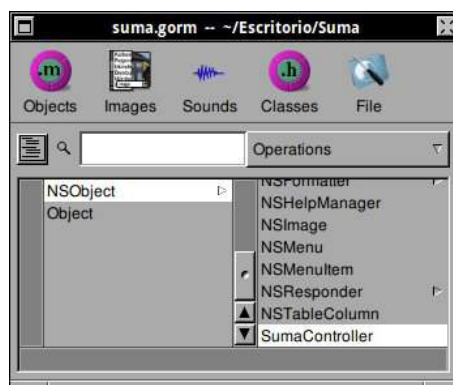 suma.gorm -- ~/Escritorio/Suma
.m
.h
Objects Images Sounds Classes File
Operations
NSObject
Object
NSFormatter
NSHelpManager
NSImage
NSMenu
NSMenuItem
NSResponder
NSTableColumn
SumaController